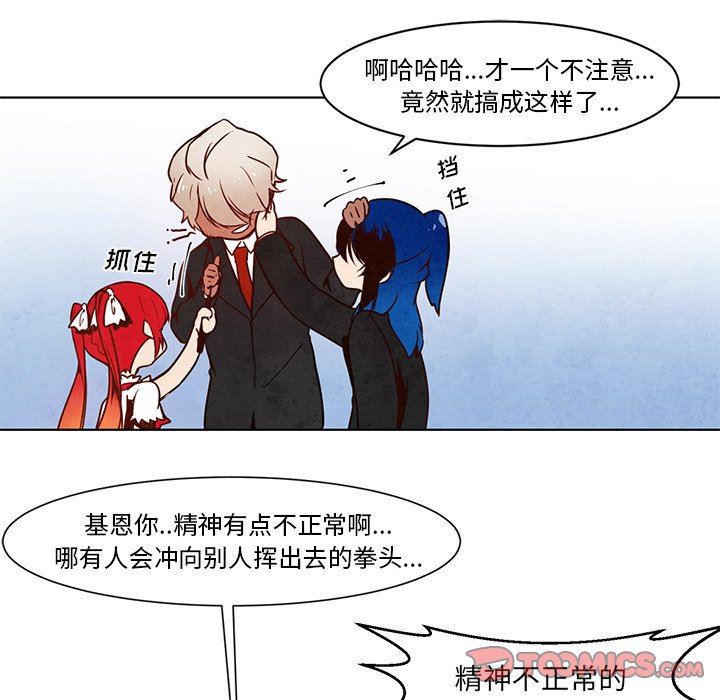 啊哈哈哈...才一个不注意...
竟然就搞成这样了...
挡住
抓住
基恩你..精神有点不正常啊...
哪有人会冲向别人挥出去的拳头...
精神不正常的
TOOMICS.COM